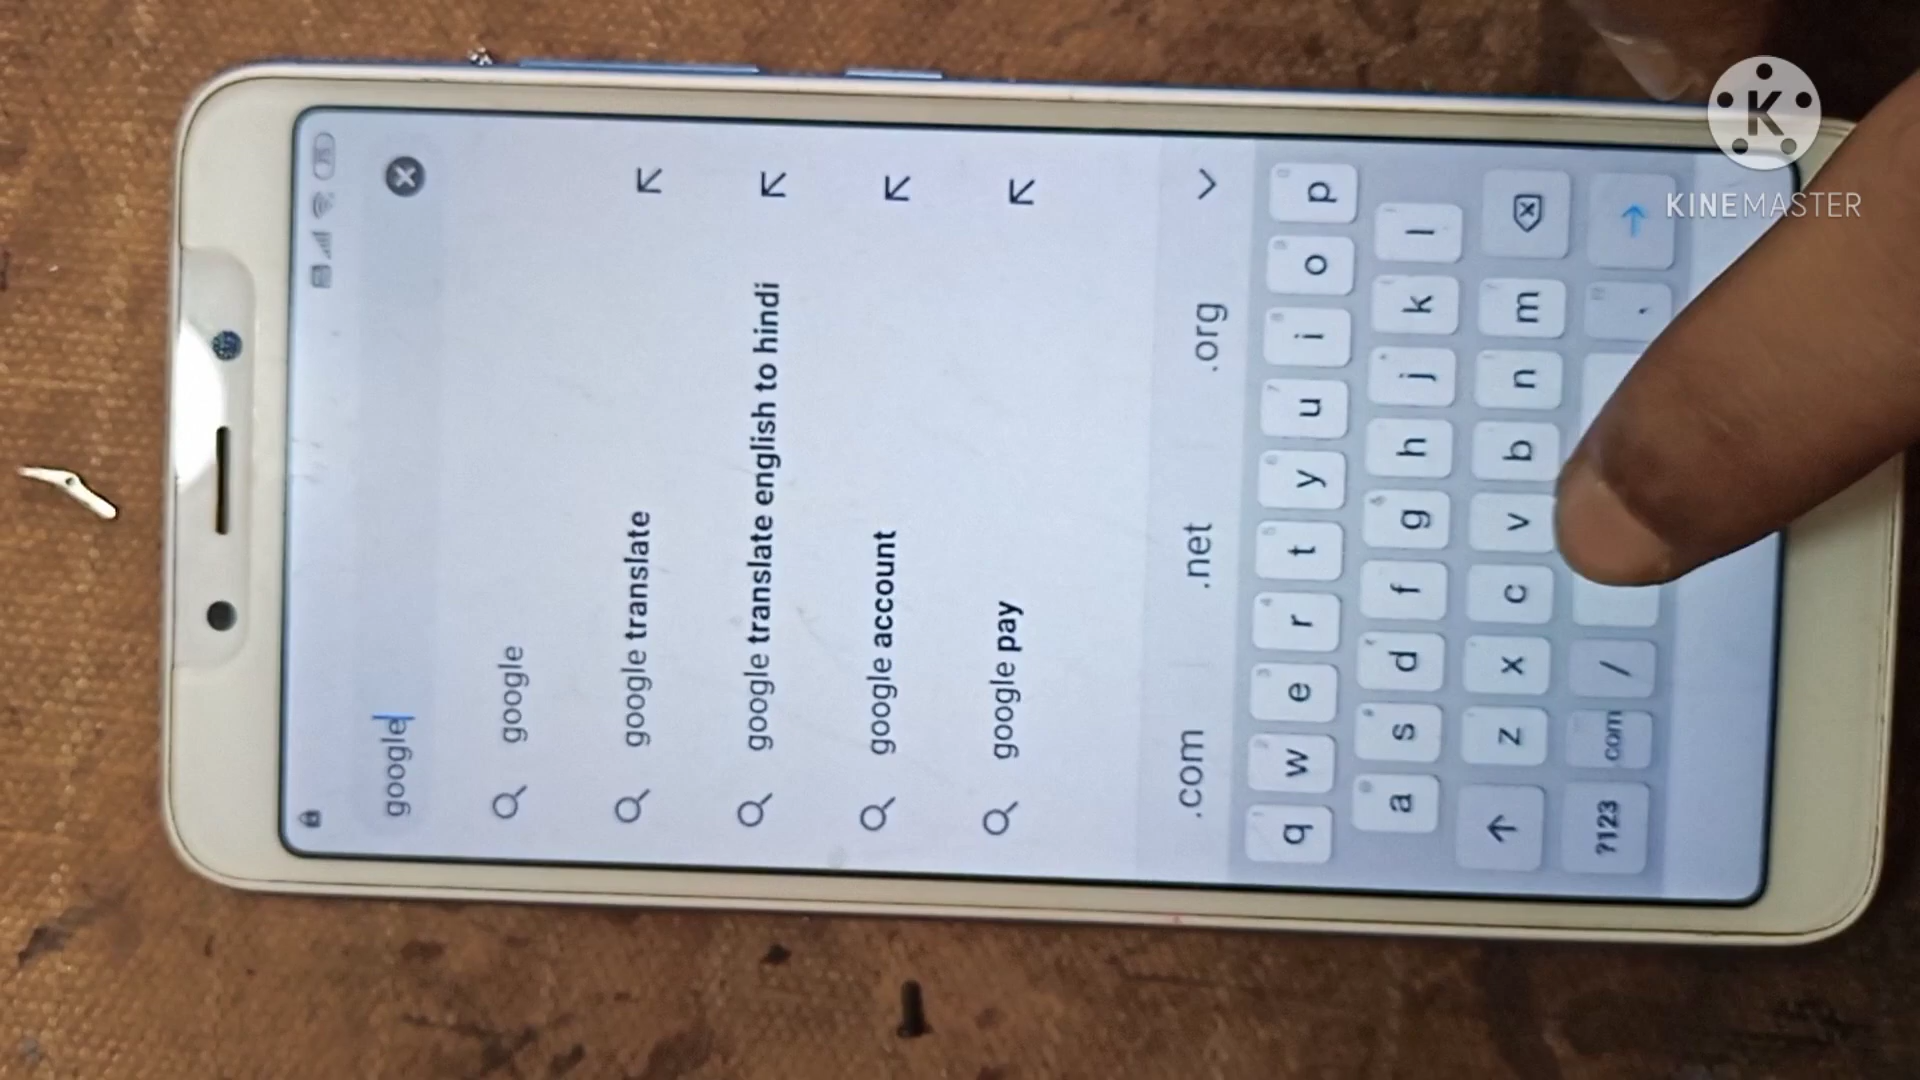 google
google
google translate
google translate english to hindi
google account
google pay
.com .net .org
q w e r t y u i o p
a s d f g h j k l
z x c v b n m
?123 .com / .
KINEMASTER